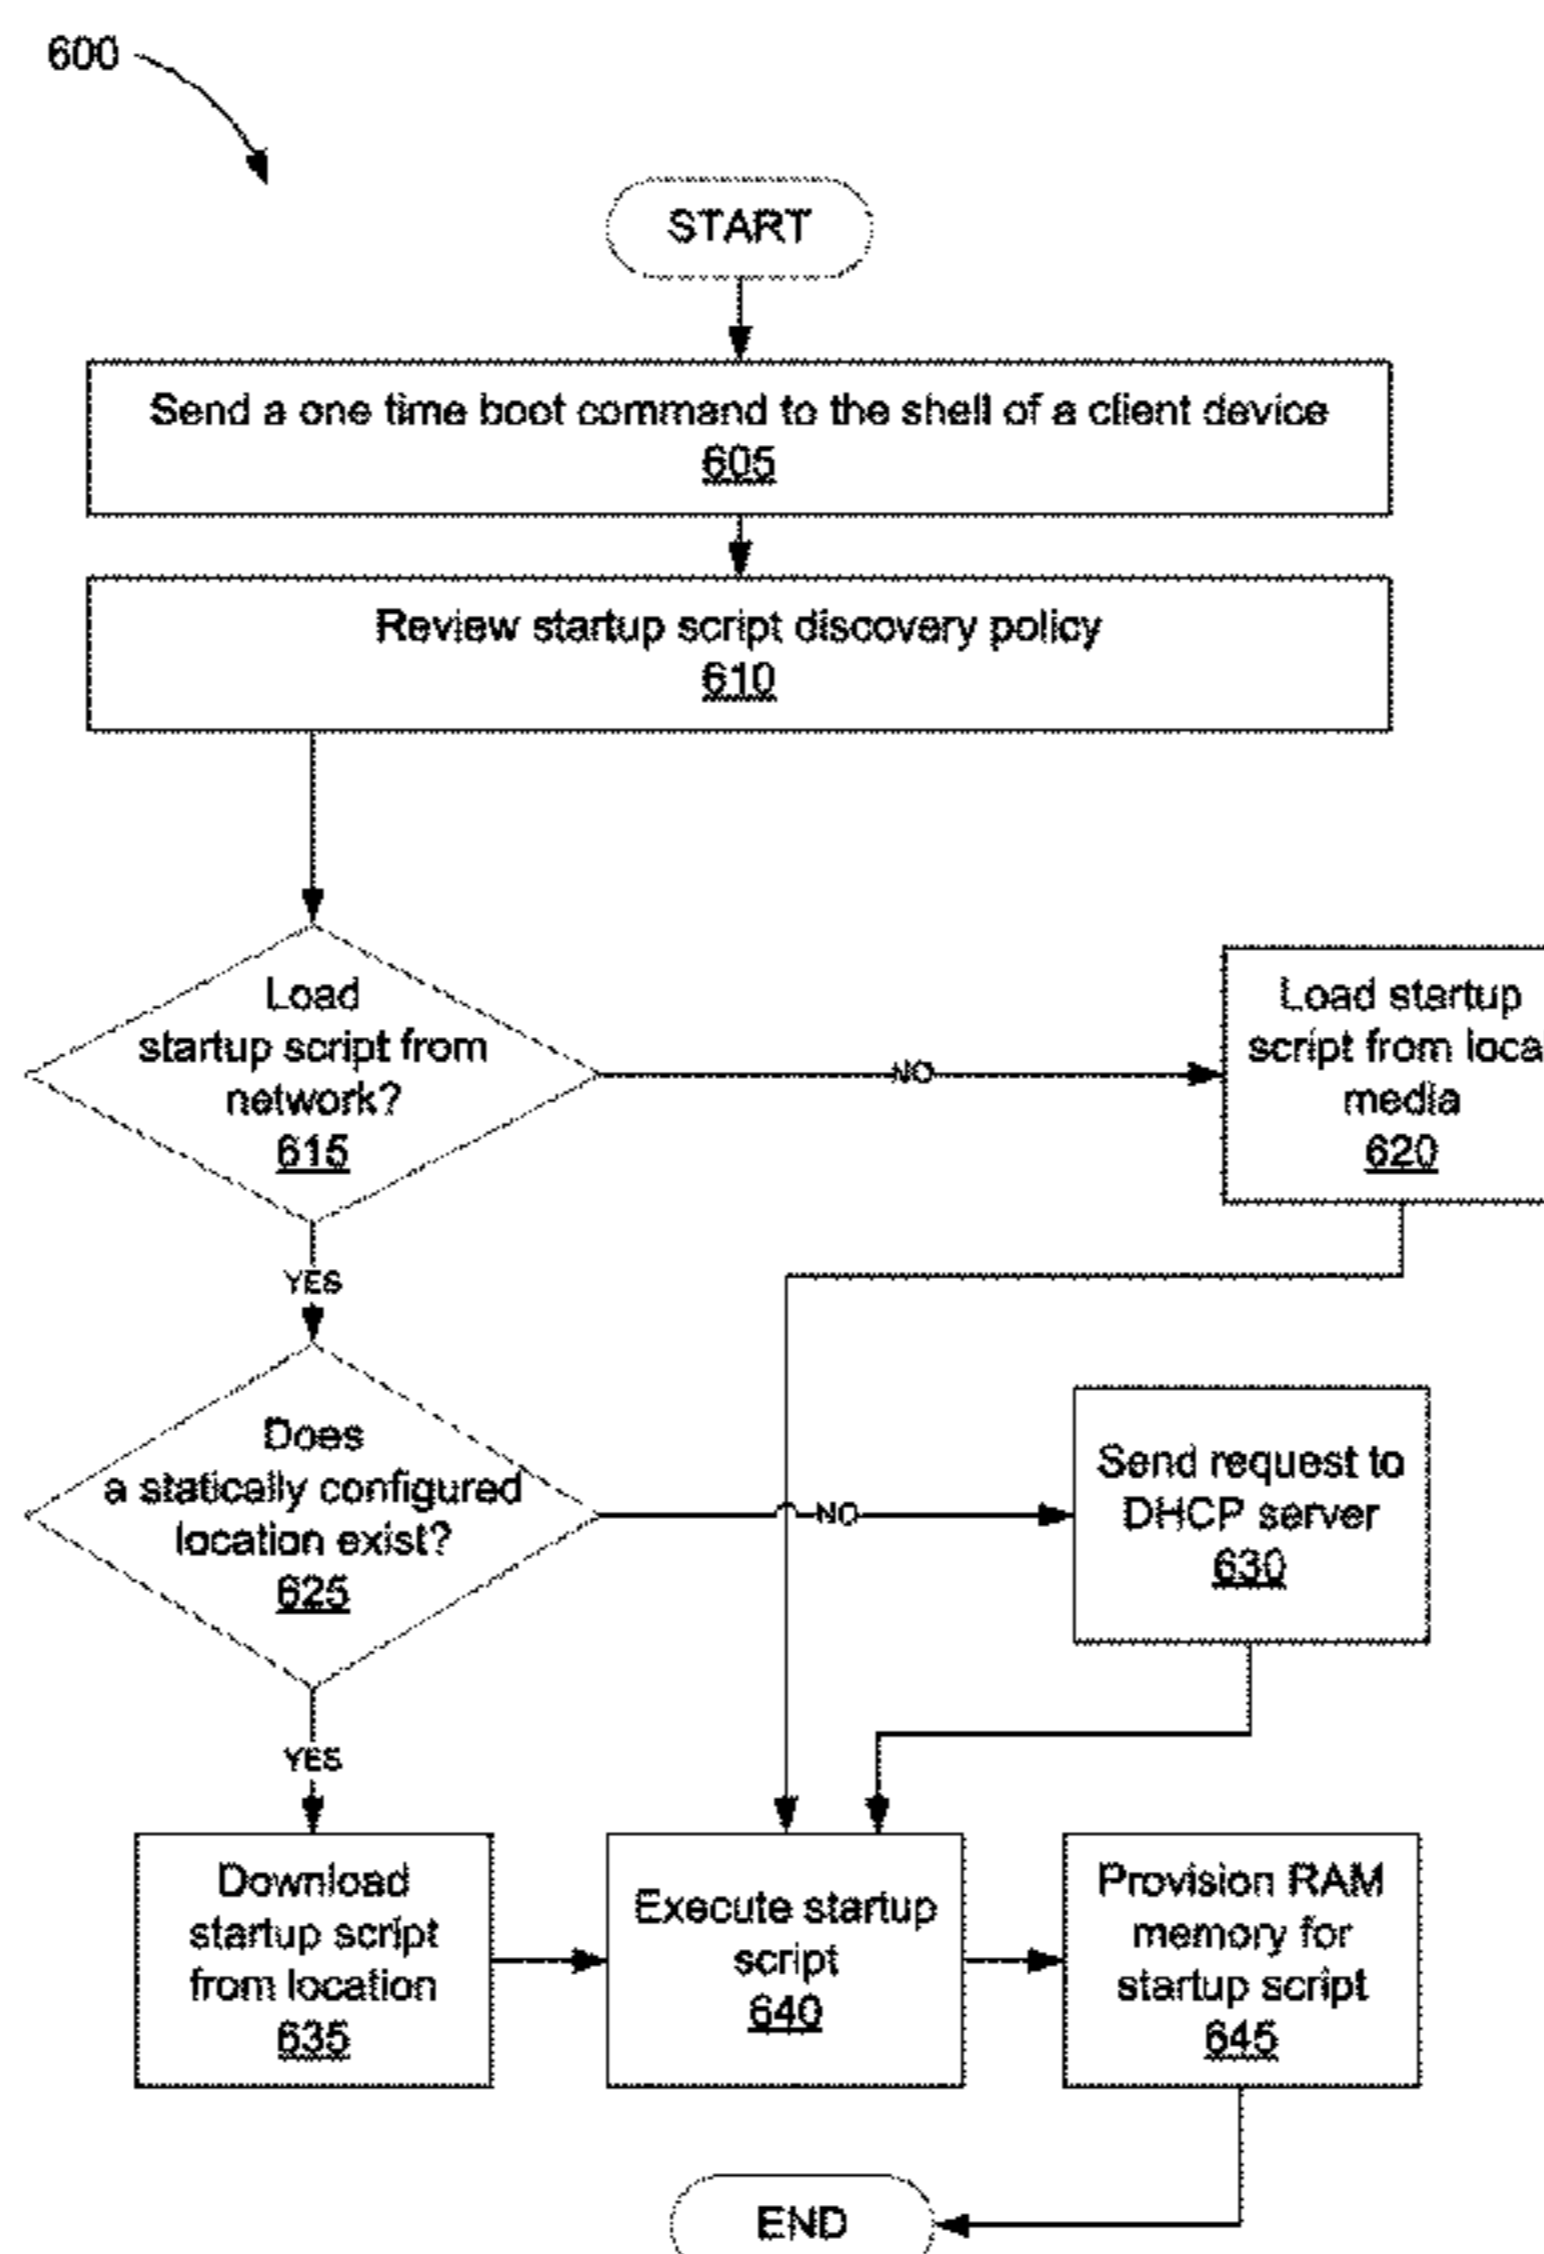 600
START
Send a one time boot command to the shell of a client device
605
Review startup script discovery policy
610
Load
startup script from
network?
615
NO
Load startup
script from local
media
620
YES
Does
a statically configured
location exist?
625
NO
Send request to
DHCP server
630
YES
Download
startup script
from location
635
Execute startup
script
640
Provision RAM
memory for
startup script
645
END